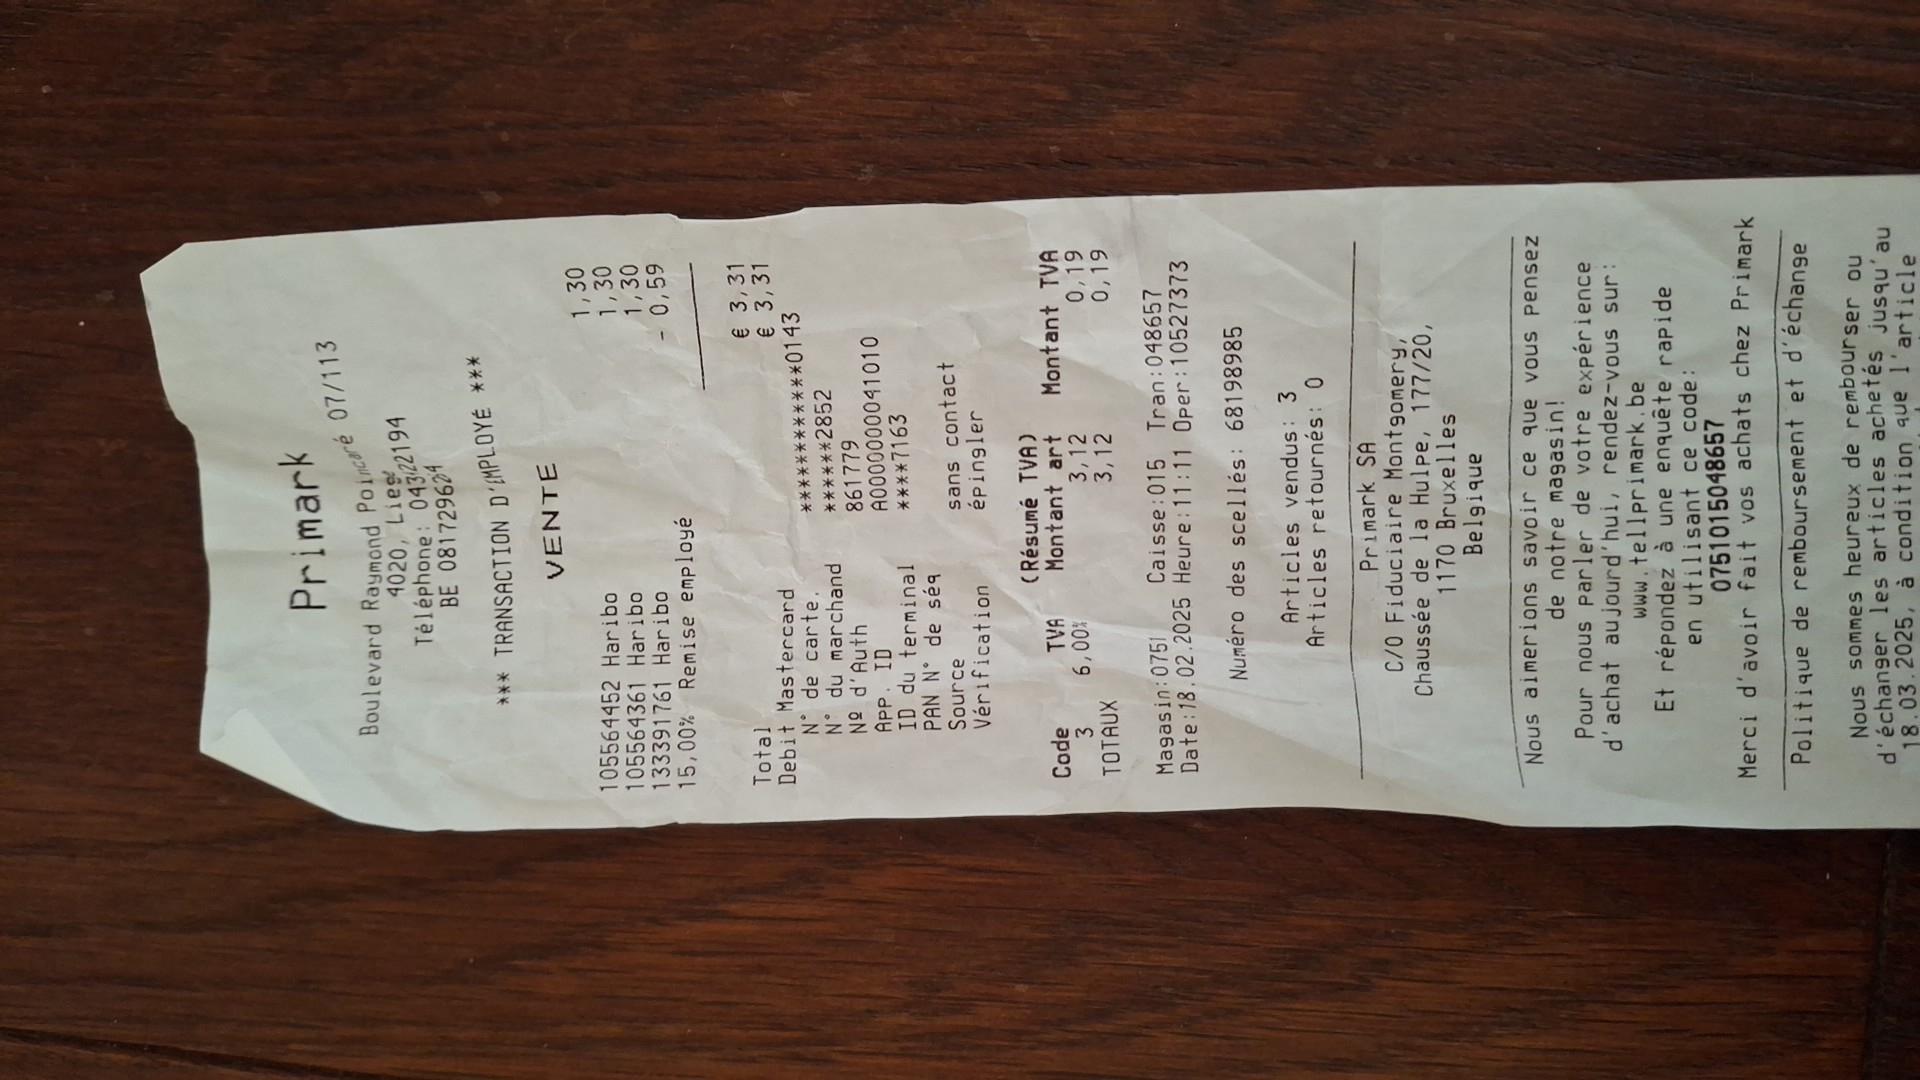 Primark
Boulevard Raymond Poincaré 07/113
4020, Liege
Téléphone: 04322194
BE 081729624
*** TRANSACTION D'EMPLOYÉ ***
VENTE
105564452 Haribo 1,30
105564361 Haribo 1,30
133391761 Haribo 1,30
15,00% Remise employé - 0,59
Total € 3,31
Debit Mastercard € 3,31
N° de carte. ************0143
N° du marchand ******2852
Nº d'Auth 861779
APP. ID A0000000041010
ID du terminal ****7163
PAN N° de séq
Source sans contact
Vérification épingler
(Résumé TVA)
Code TVA Montant art Montant TVA
3 6,00% 3,12 0,19
TOTAUX 3,12 0,19
Magasin:0751 Caisse:015 Tran:048657
Date:18.02.2025 Heure:11:11 Oper:10527373
Numéro des scellés: 68198985
Articles vendus: 3
Articles retournés: 0
Primark SA
C/O Fiduciaire Montgomery,
Chaussée de la Hulpe, 177/20,
1170 Bruxelles
Belgique
Nous aimerions savoir ce que vous pensez
de notre magasin!
Pour nous parler de votre expérience
d'achat aujourd'hui, rendez-vous sur:
www.tellprimark.be
Et répondez à une enquête rapide
en utilisant ce code:
0751015048657
Merci d'avoir fait vos achats chez Primark
Politique de remboursement et d'échange
Nous sommes heureux de rembourser ou
d'échanger les articles achetés jusqu'au
18.03.2025, à condition que l'article